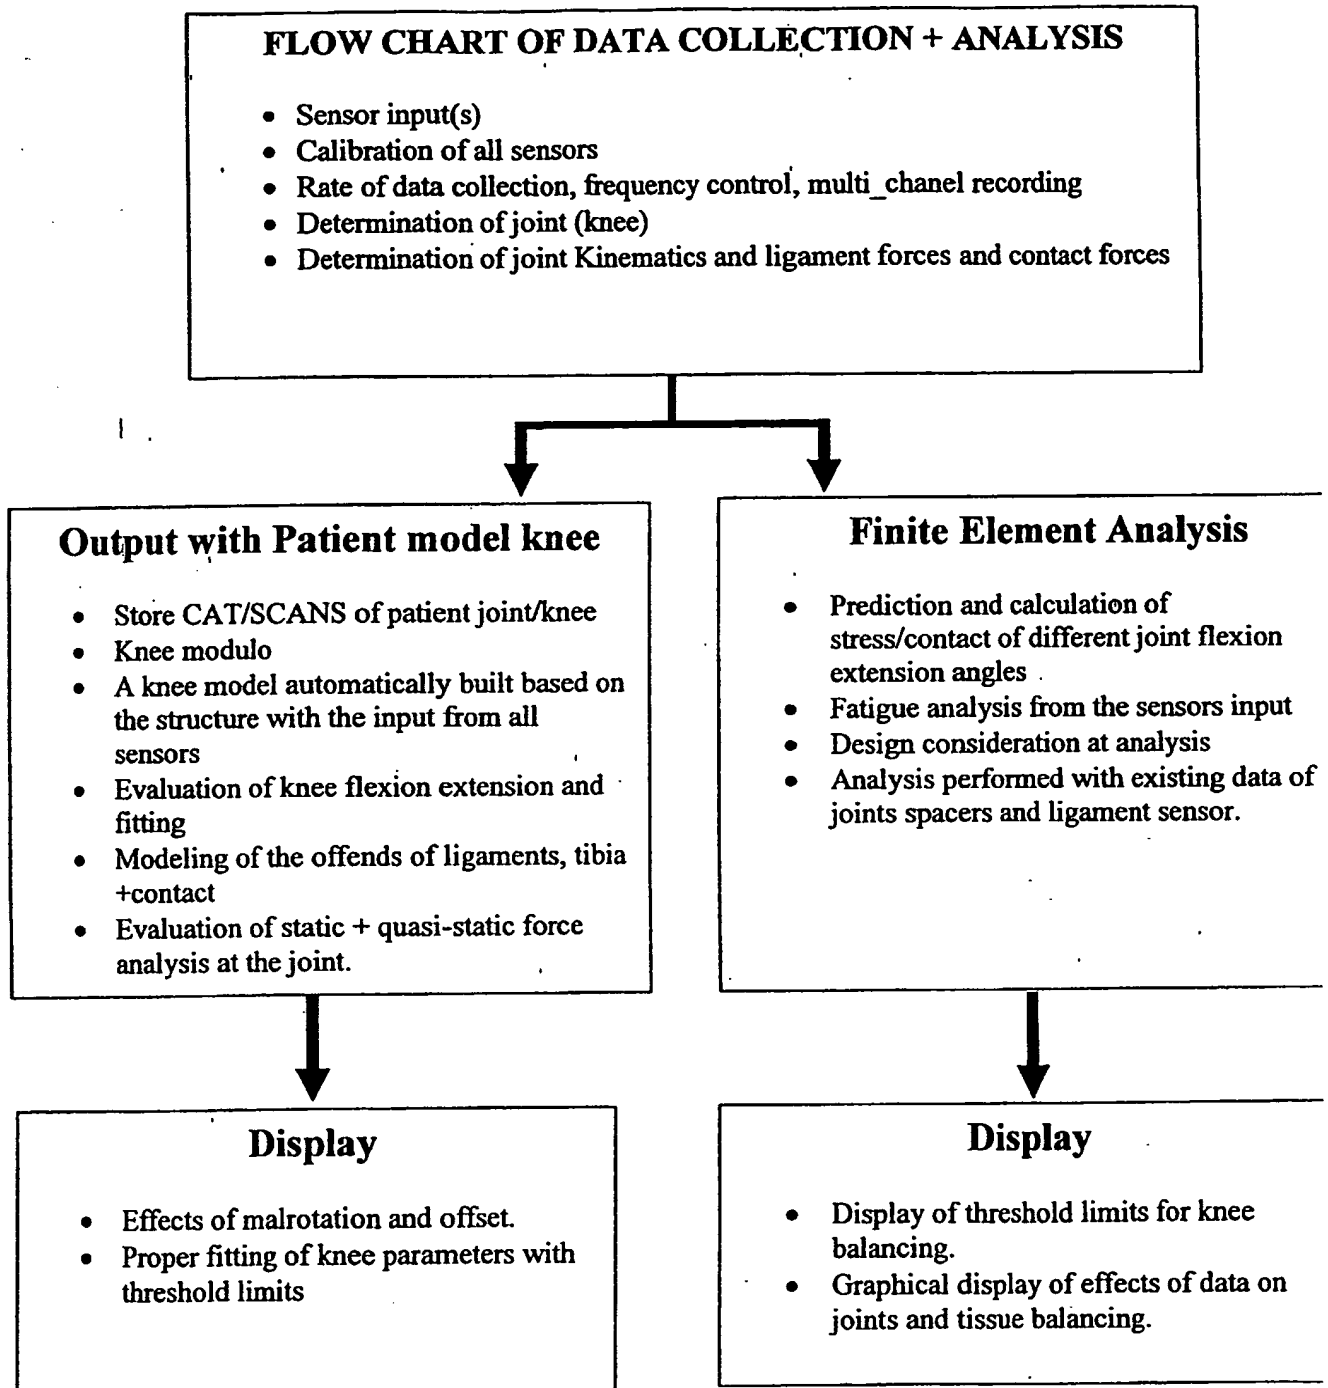 FLOW CHART OF DATA COLLECTION + ANALYSIS
• Sensor input(s)
• Calibration of all sensors
• Rate of data collection, frequency control, multi_chanel recording
• Determination of joint (knee)
• Determination of joint Kinematics and ligament forces and contact forces
Output with Patient model knee
• Store CAT/SCANS of patient joint/knee
• Knee modulo
• A knee model automatically built based on
the structure with the input from all
sensors
• Evaluation of knee flexion extension and
fitting
• Modeling of the offends of ligaments, tibia
+contact
• Evaluation of static + quasi-static force
analysis at the joint.
Finite Element Analysis
• Prediction and calculation of
stress/contact of different joint flexion
extension angles
• Fatigue analysis from the sensors input
• Design consideration at analysis
• Analysis performed with existing data of
joints spacers and ligament sensor.
Display
• Effects of malrotation and offset.
• Proper fitting of knee parameters with
threshold limits
Display
• Display of threshold limits for knee
balancing.
• Graphical display of effects of data on
joints and tissue balancing.